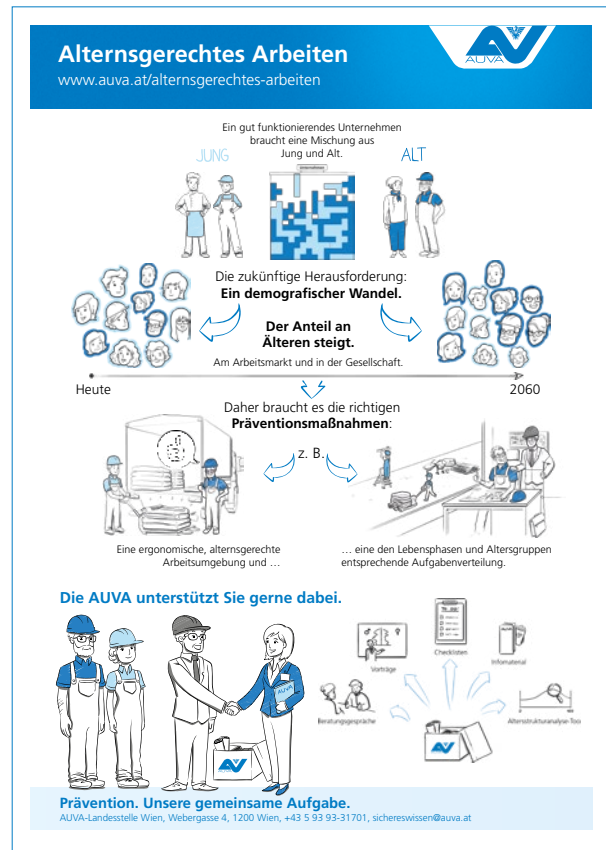 Alternsgerechtes Arbeiten
www.auva.at/alternsgerechtes-arbeiten
AUVA
Ein gut funktionierendes Unternehmen
braucht eine Mischung aus
Jung und Alt.
JUNG
ALT
Die zukünftige Herausforderung:
Ein demografischer Wandel.
Der Anteil an
Älteren steigt.
Am Arbeitsmarkt und in der Gesellschaft.
Heute
2060
Daher braucht es die richtigen
Präventionsmaßnahmen:
z. B.
Eine ergonomische, alternsgerechte
Arbeitsumgebung und …
… eine den Lebensphasen und Altersgruppen
entsprechende Aufgabenverteilung.
Die AUVA unterstützt Sie gerne dabei.
AUVA
Vorträge
Checklisten
Infomaterial
Beratungsgespräche
Altersstrukturanalyse-Tool
Prävention. Unsere gemeinsame Aufgabe.
AUVA-Landesstelle Wien, Webergasse 4, 1200 Wien, +43 5 93 93-31701, sichereswissen@auva.at